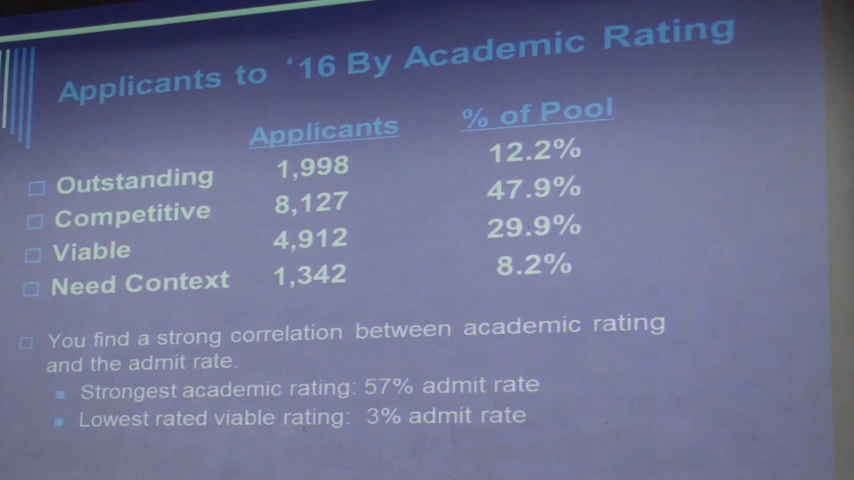 Applicants to ‘16 By Academic Rating
Applicants % of Pool
Outstanding 1,998 12.2%
Competitive 8,127 47.9%
Viable 4,912 29.9%
Need Context 1,342 8.2%
You find a strong correlation between academic rating
and the admit rate.
Strongest academic rating: 57% admit rate
Lowest rated viable rating: 3% admit rate